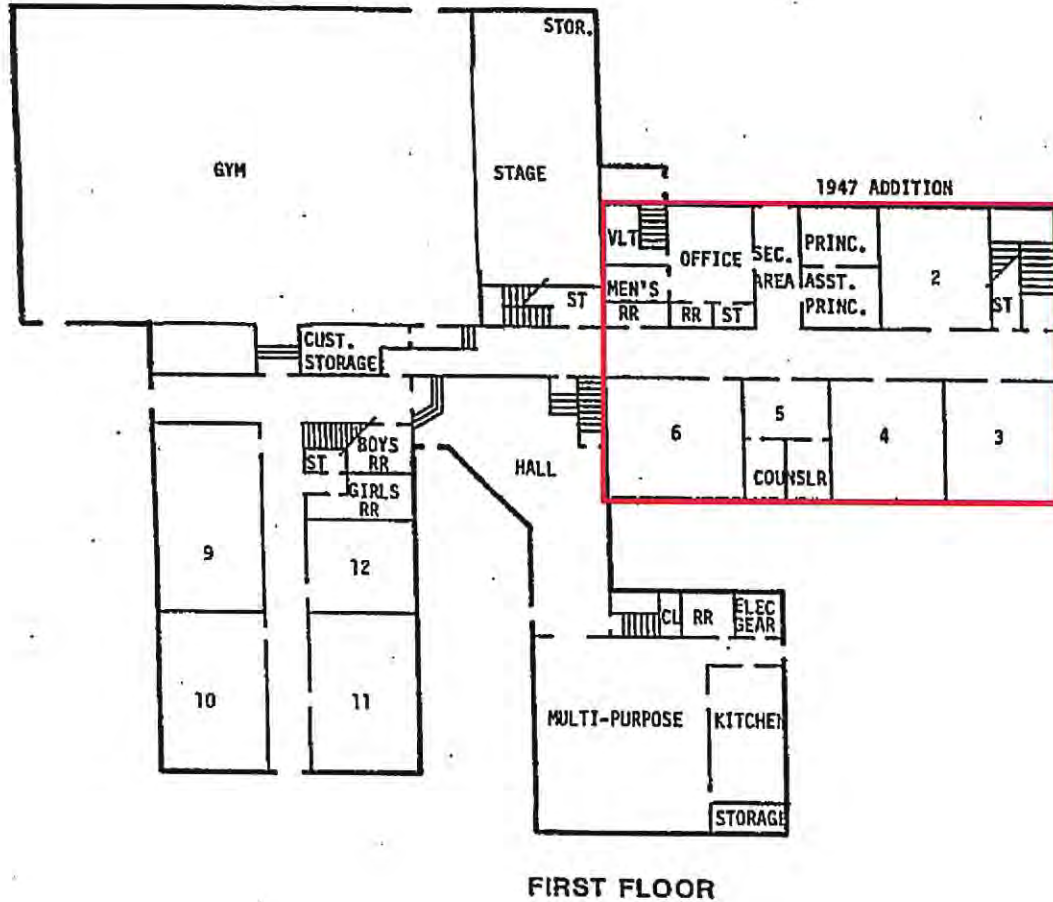 STOR.
GYM
STAGE
1947 ADDITION
VLT
OFFICE
SEC.
AREA
PRINC.
ASST.
PRINC.
2
ST
MEN'S
RR
RR
ST
ST
CUST.
STORAGE
6
5
COUNSLR
4
3
HALL
ST
BOYS
RR
GIRLS
RR
9
12
10
11
CL
RR
ELEC
GEAR
MULTI-PURPOSE
KITCHEN
STORAGE
FIRST FLOOR